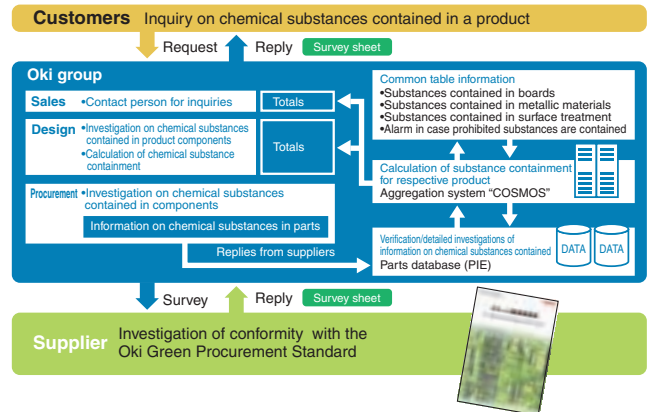 Customers Inquiry on chemical substances contained in a product
Request
Reply
Survey sheet
Oki group
Sales
•Contact person for inquiries
Totals
Design
•Investigation on chemical substances
contained in product components
•Calculation of chemical substance
containment
Totals
Procurement
•Investigation on chemical substances
contained in components
Information on chemical substances in parts
Replies from suppliers
Common table information
•Substances contained in boards
•Substances contained in metallic materials
•Substances contained in surface treatment
•Alarm in case prohibited substances are contained
Calculation of substance containment
for respective product
Aggregation system “COSMOS”
Verification/detailed investigations of
information on chemical substances contained
Parts database (PIE)
DATA
DATA
Survey
Reply
Survey sheet
Supplier
Investigation of conformity with the
Oki Green Procurement Standard